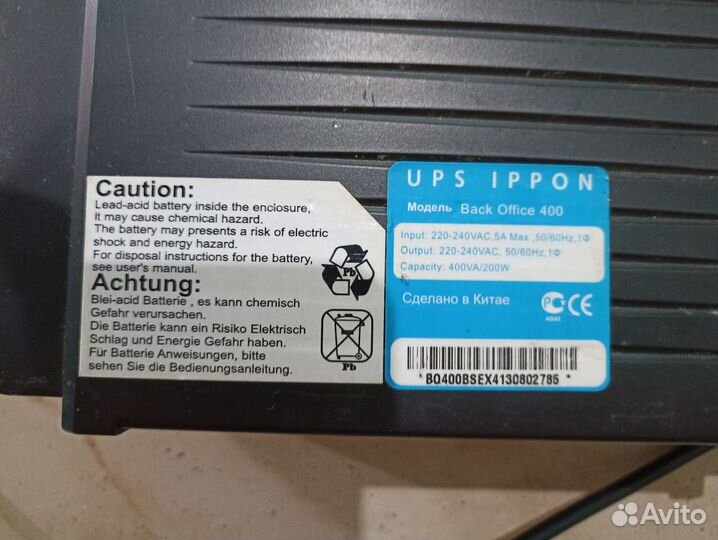 Caution:
Lead-acid battery inside the enclosure,
it may cause chemical hazard.
The battery may presents a risk of electric
shock and energy hazard.
For disposal instructions for the battery,
see user's manual.
Pb
Achtung:
Blei-acid Batterie , es kann chemisch
Gefahr verursachen.
Die Batterie kann ein Risiko Elektrisch
Schlag und Energie Gefahr haben.
Für Batterie Anweisungen, bitte
sehen Sie die Bedienungsanleitung.
Pb
UPS IPPON
Модель Back Office 400
Input: 220-240VAC,5A Max ,50/60Hz,1Φ
Output: 220-240VAC, 50/60Hz,1Φ
Capacity: 400VA/200W
Сделано в Китае
CE
*BO400BSEX4130802785*
Avito